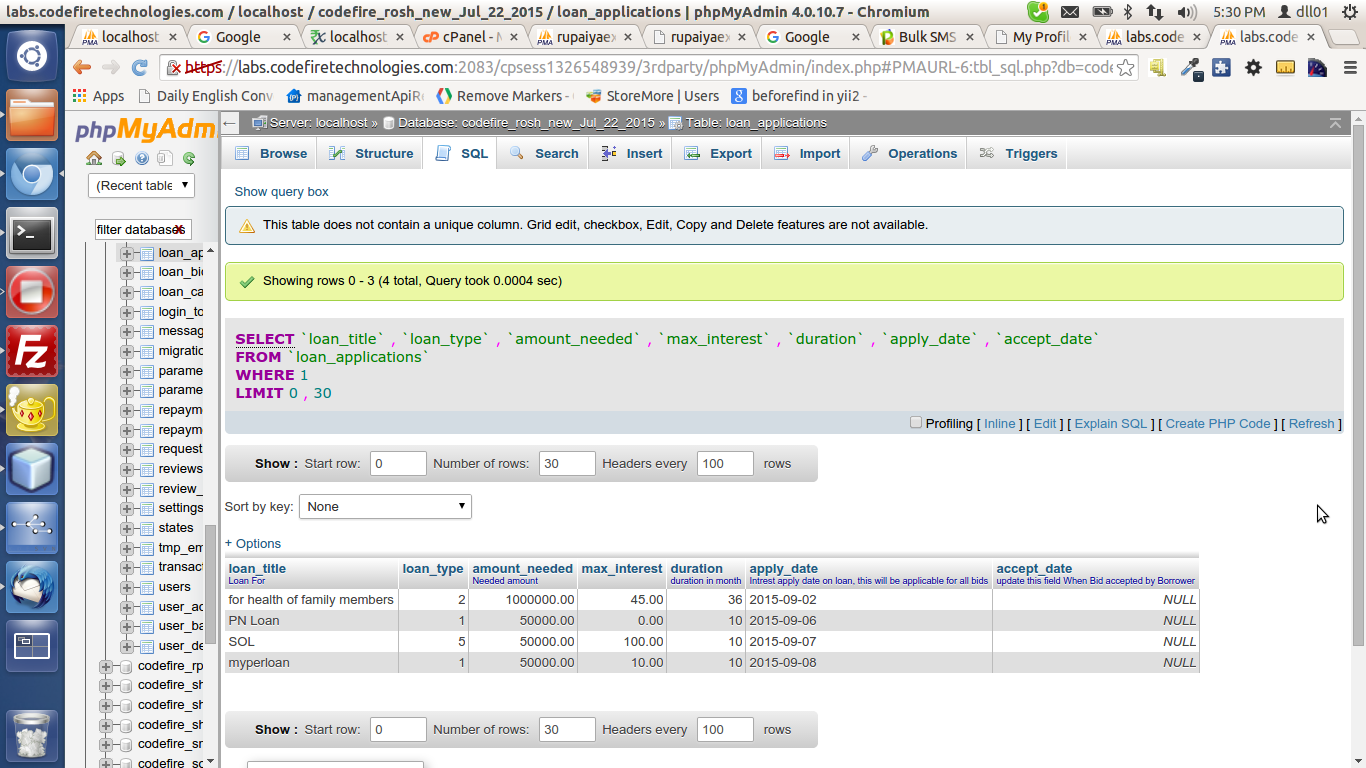 labs.codefiretechnologies.com / localhost / codefire_rosh_new_Jul_22_2015 / loan_applications | phpMyAdmin 4.0.10.7 - Chromium
5:30 PM dll01
localhost Google localhost cPanel - rupaiyaex rupaiyaex Google Bulk SMS My Profil labs.code labs.code
https://labs.codefiretechnologies.com:2083/cpsess1326548939/3rdparty/phpMyAdmin/index.php#PMAURL-6:tbl_sql.php?db=code
Apps Daily English Conv managementApiRe Remove Markers - StoreMore | Users beforefind in yii2 -
phpMyAdm
(Recent table
filter databases
loan_ap
loan_bid
loan_ca
login_to
messag
migratio
parame
parame
repayme
repayme
request
reviews
review_
settings
states
tmp_em
transact
users
user_ac
user_ba
user_de
codefire_rp
codefire_sh
codefire_sh
codefire_sh
codefire_sr
codefire_so
Server: localhost » Database: codefire_rosh_new_Jul_22_2015 » Table: loan_applications
Browse Structure SQL Search Insert Export Import Operations Triggers
Show query box
This table does not contain a unique column. Grid edit, checkbox, Edit, Copy and Delete features are not available.
Showing rows 0 - 3 (4 total, Query took 0.0004 sec)
SELECT `loan_title` , `loan_type` , `amount_needed` , `max_interest` , `duration` , `apply_date` , `accept_date`
FROM `loan_applications`
WHERE 1
LIMIT 0 , 30
Profiling [ Inline ] [ Edit ] [ Explain SQL ] [ Create PHP Code ] [ Refresh ]
Show : Start row: 0 Number of rows: 30 Headers every 100 rows
Sort by key: None
+ Options
loan_title loan_type amount_needed max_interest duration apply_date accept_date
Loan For Needed amount duration in month Intrest apply date on loan, this will be applicable for all bids update this field When Bid accepted by Borrower
for health of family members 2 1000000.00 45.00 36 2015-09-02 NULL
PN Loan 1 50000.00 0.00 10 2015-09-06 NULL
SOL 5 50000.00 100.00 10 2015-09-07 NULL
myperloan 1 50000.00 10.00 10 2015-09-08 NULL
Show : Start row: 0 Number of rows: 30 Headers every 100 rows